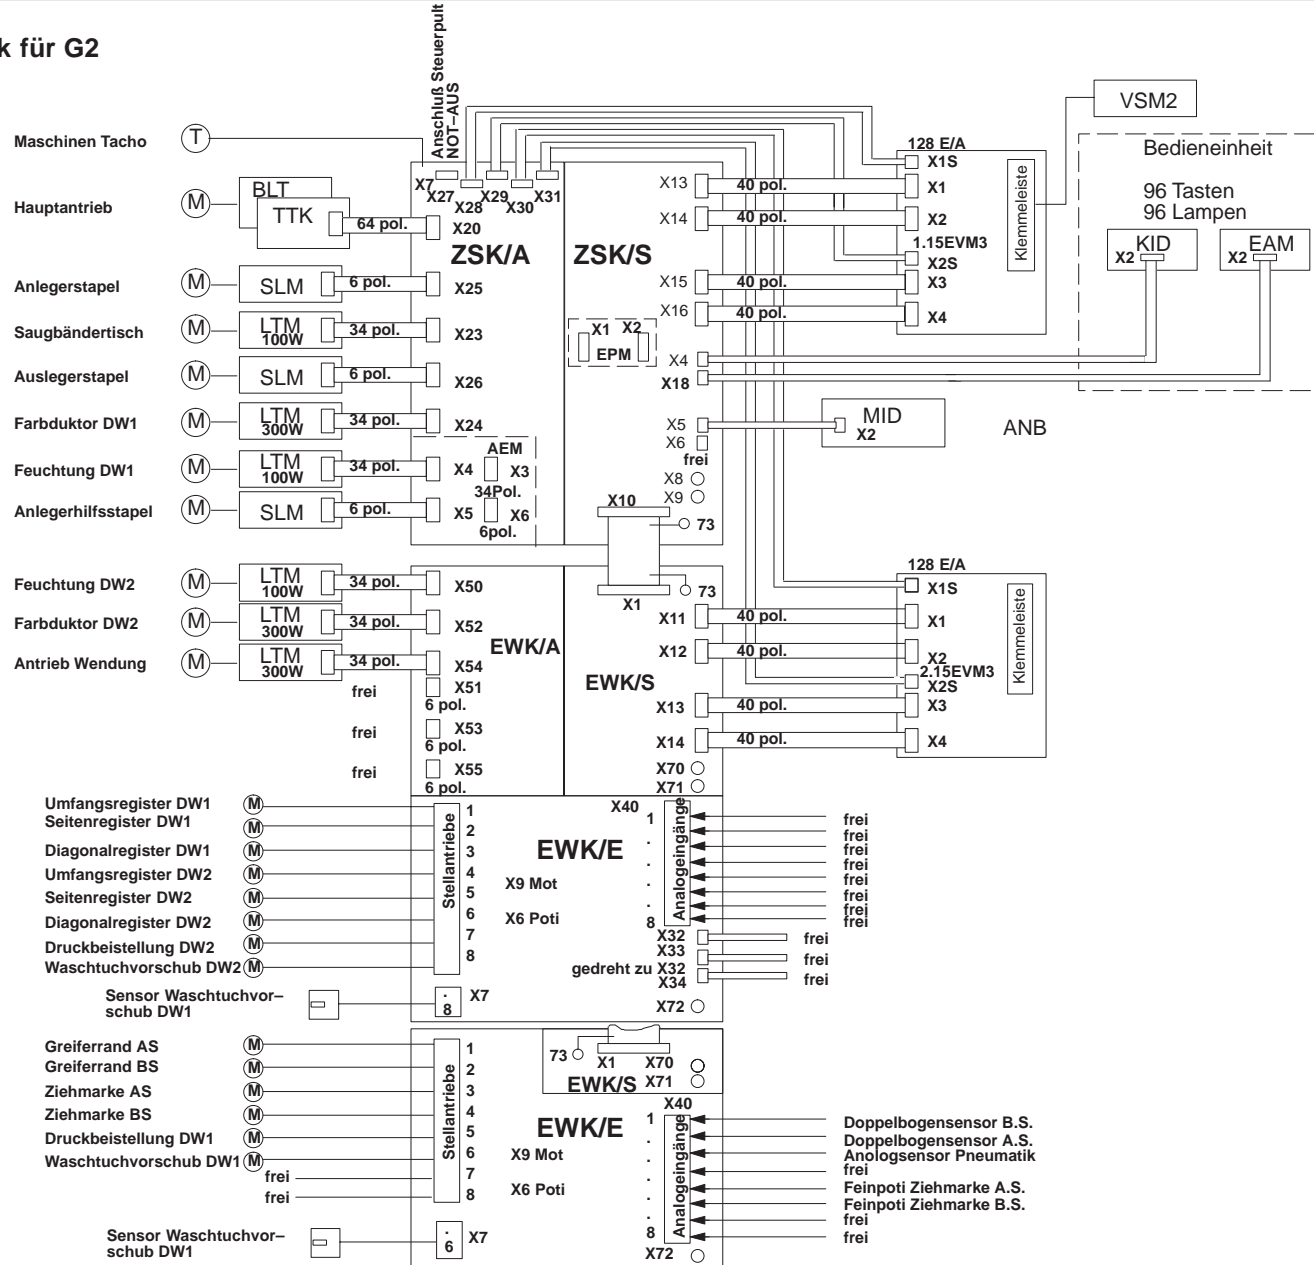 k für G2
Anschluß Steuerpult
NOT–AUS
Maschinen Tacho
T
Hauptantrieb
M
BLT
TTK
64 pol.
X7
X27
X28
X29
X30
X31
X20
ZSK/A
ZSK/S
Anlegerstapel
M
SLM
6 pol.
X25
Saugbändertisch
M
LTM
100W
34 pol.
X23
Auslegerstapel
M
SLM
6 pol.
X26
Farbduktor DW1
M
LTM
300W
34 pol.
X24
Feuchtung DW1
M
LTM
100W
34 pol.
X4
Anlegerhilfsstapel
M
SLM
6 pol.
X5
AEM
X3
34Pol.
X6
6pol.
X13
40 pol.
X14
40 pol.
X15
40 pol.
X16
40 pol.
X1 X2
EPM
X4
X18
X5
X6
frei
X8
X9
X10
73
128 E/A
X1S
X1
X2
1.15EVM3
X2S
X3
X4
Klemmeleiste
VSM2
Bedieneinheit
96 Tasten
96 Lampen
KID
X2
EAM
X2
MID
X2
ANB
Feuchtung DW2
M
LTM
100W
34 pol.
X50
Farbduktor DW2
M
LTM
300W
34 pol.
X52
Antrieb Wendung
M
LTM
300W
34 pol.
X54
frei
X51
6 pol.
frei
X53
6 pol.
frei
X55
6 pol.
EWK/A
EWK/S
73
X1
X11
40 pol.
X12
40 pol.
X13
40 pol.
X14
40 pol.
X70
X71
128 E/A
X1S
X1
X2
2.15EVM3
X2S
X3
X4
Klemmeleiste
Umfangsregister DW1
M
Seitenregister DW1
M
Diagonalregister DW1
M
Umfangsregister DW2
M
Seitenregister DW2
M
Diagonalregister DW2
M
Druckbeistellung DW2
M
Waschtuchvorschub DW2
M
Stellantriebe
1
2
3
4
5
6
7
8
EWK/E
X9 Mot
X6 Poti
X40
1
.
.
.
.
.
8
Analogeingänge
frei
frei
frei
frei
frei
frei
frei
frei
X32
frei
X33
frei
gedreht zu X32
X34
frei
Sensor Waschtuchvor–
schub DW1
.
8
X7
X72
Greiferrand AS
M
Greiferrand BS
M
Ziehmarke AS
M
Ziehmarke BS
M
Druckbeistellung DW1
M
Waschtuchvorschub DW1
M
frei
frei
Stellantriebe
1
2
3
4
5
6
7
8
73
X1
X70
EWK/S
X71
EWK/E
X9 Mot
X6 Poti
X40
1
.
.
.
.
.
.
8
Analogeingänge
Doppelbogensensor B.S.
Doppelbogensensor A.S.
Anologsensor Pneumatik
frei
Feinpoti Ziehmarke A.S.
Feinpoti Ziehmarke B.S.
frei
frei
Sensor Waschtuchvor–
schub DW1
.
6
X7
X72